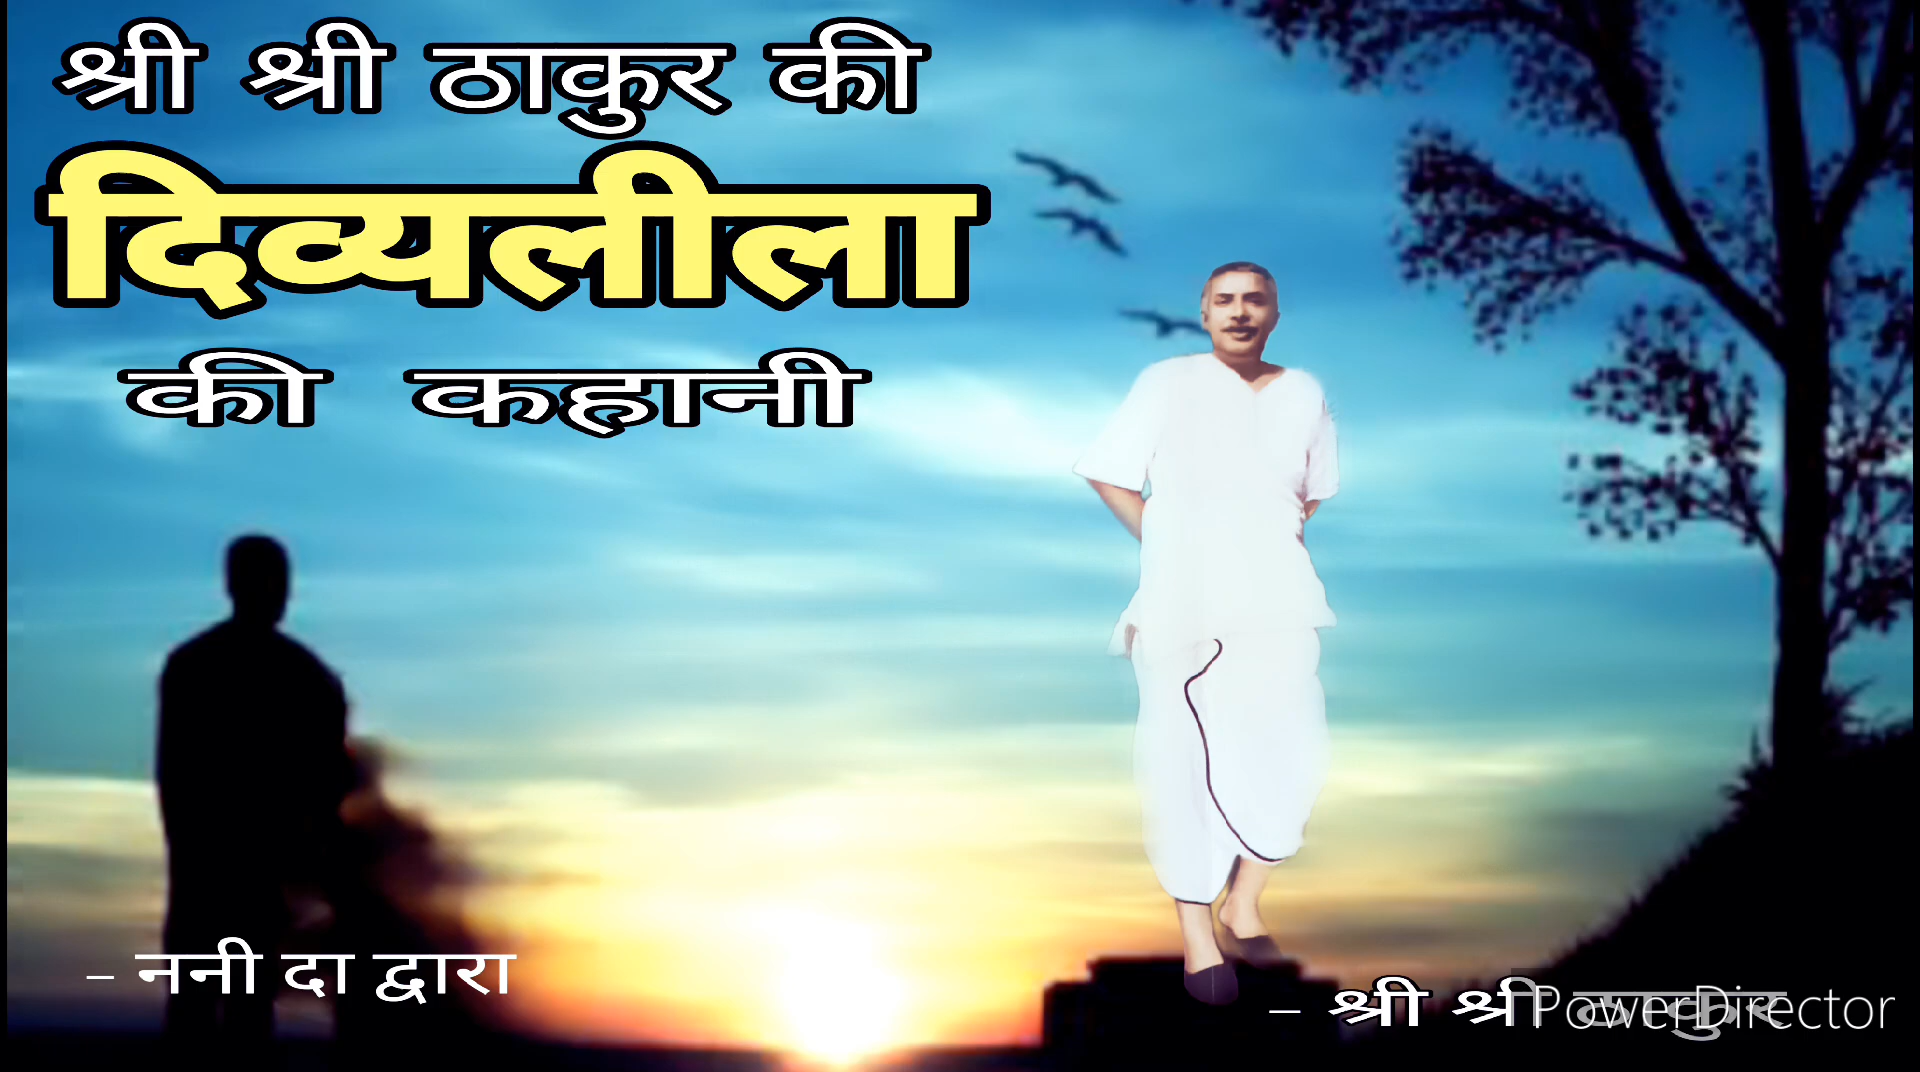 श्री श्री ठाकुर की
दिव्यलीला
की कहानी
– ननी दा द्वारा
– श्री श्री ठाकुर
PowerDirector